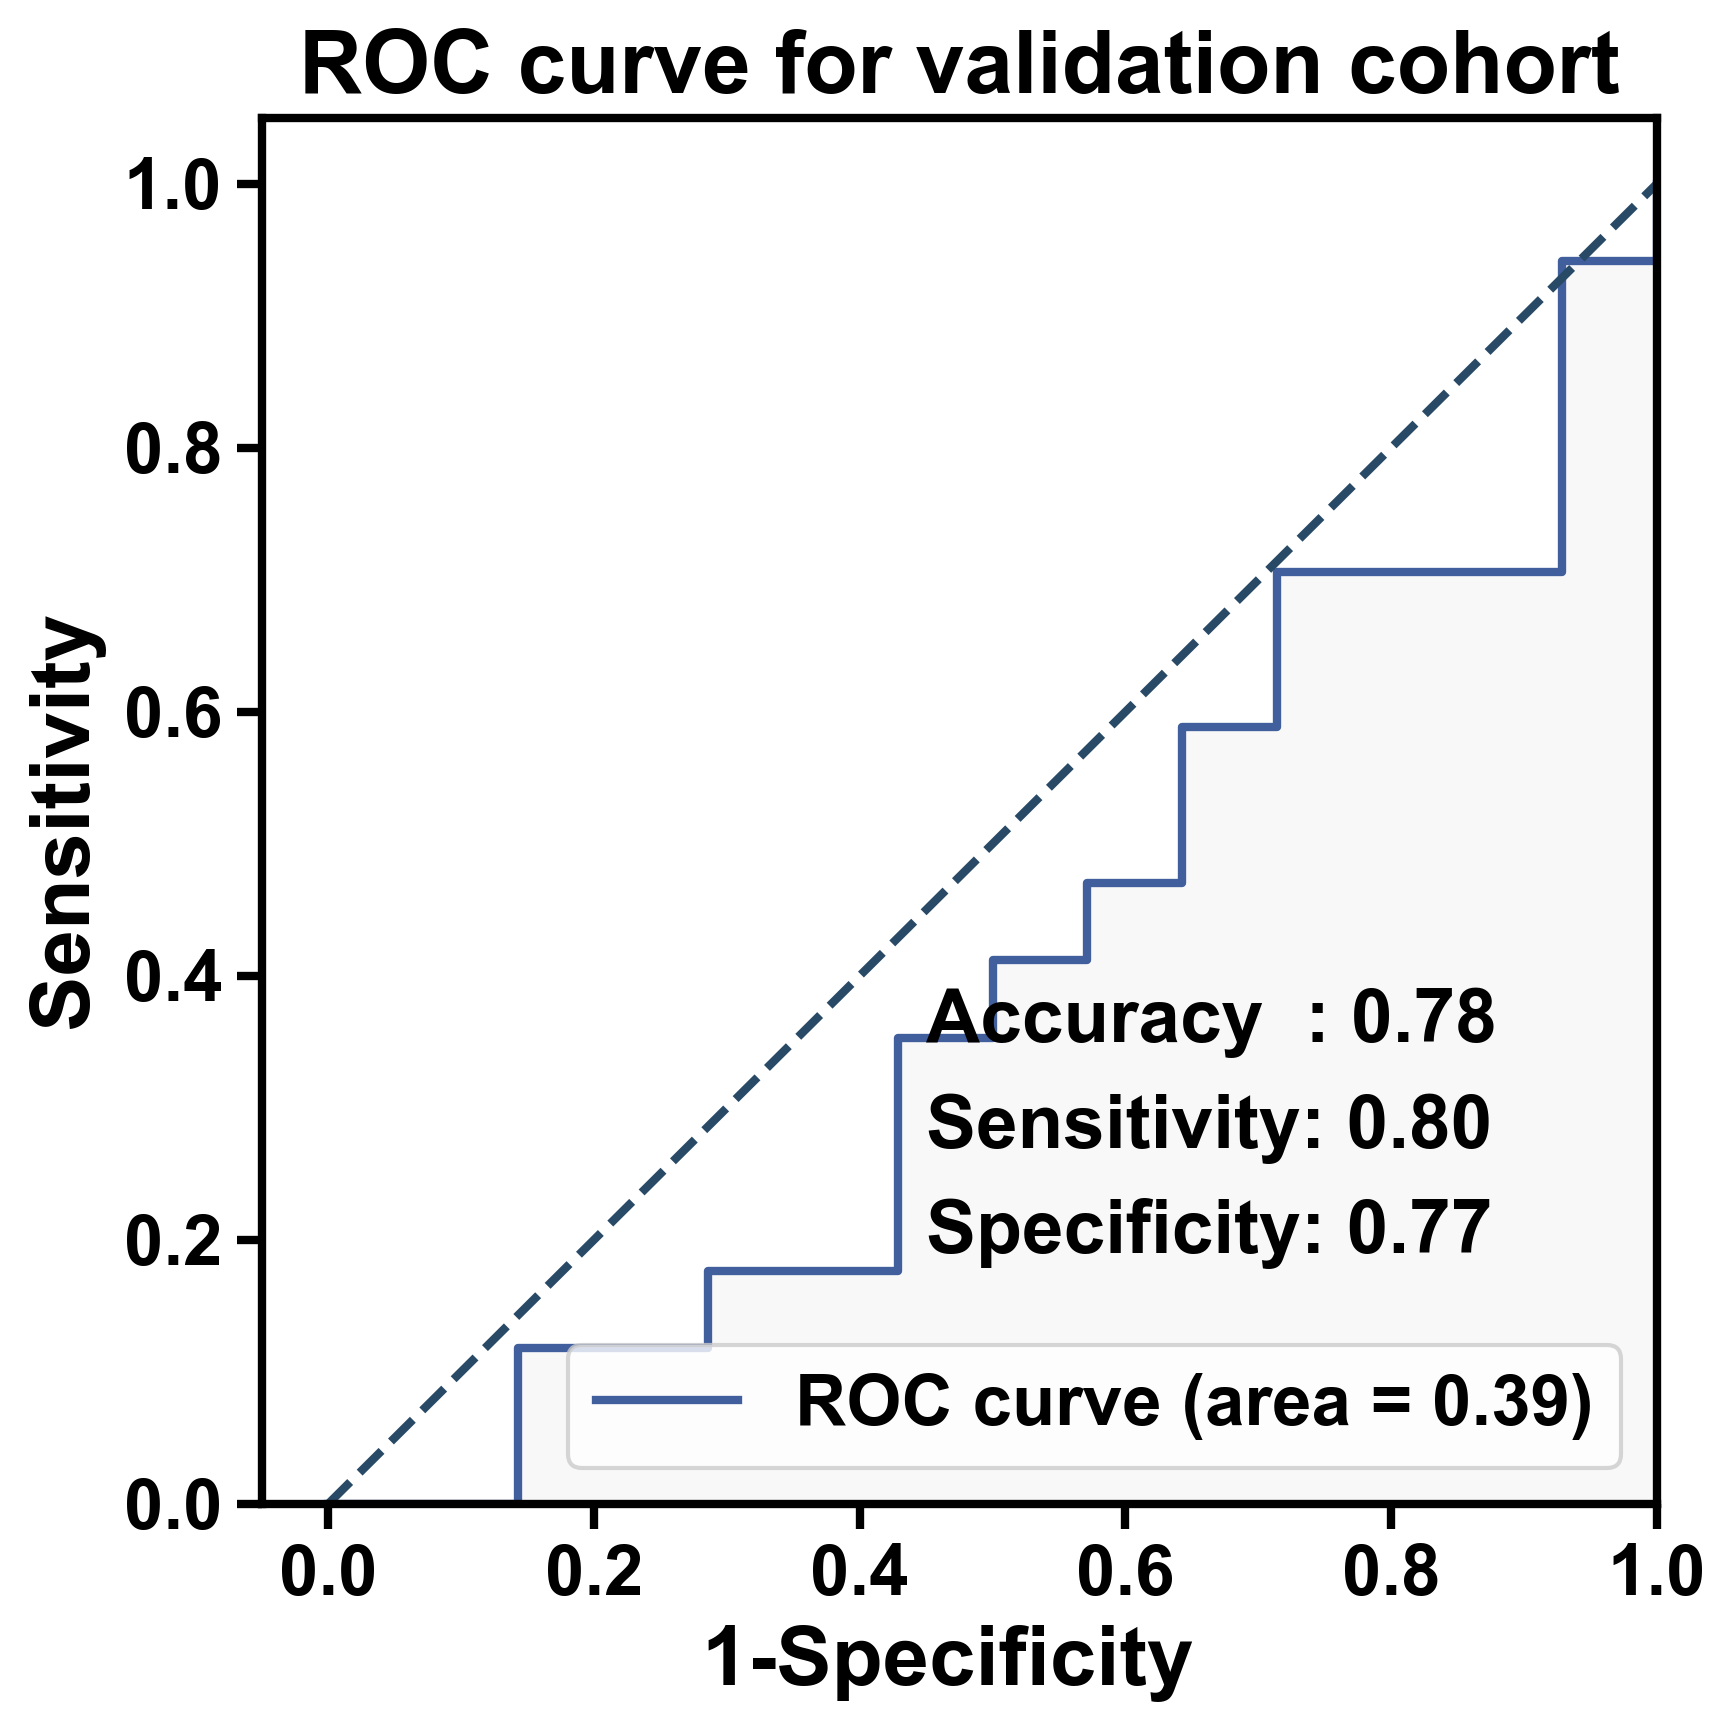 ROC curve for validation cohort
1.0
0.8
0.6
0.4
0.2
0.0
Sensitivity
Accuracy  : 0.78
Sensitivity: 0.80
Specificity: 0.77
ROC curve (area = 0.39)
0.0 0.2 0.4 0.6 0.8 1.0
1-Specificity